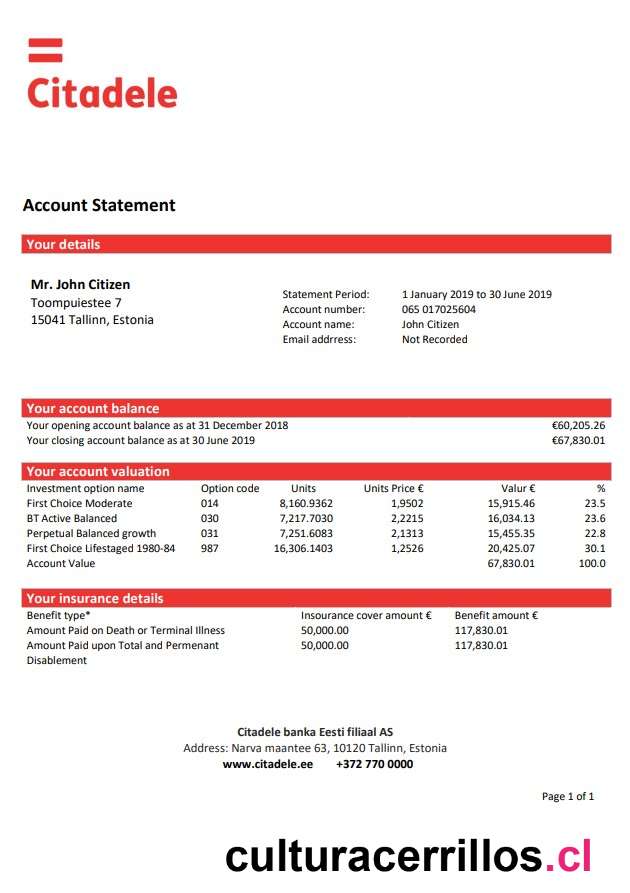 Citadele
Account Statement
Your details
Mr. John Citizen
Toompuiestee 7
15041 Tallinn, Estonia
Statement Period: 1 January 2019 to 30 June 2019
Account number: 065 017025604
Account name: John Citizen
Email adrress: Not Recorded
Your account balance
Your opening account balance as at 31 December 2018 €60,205.26
Your closing account balance as at 30 June 2019 €67,830.01
Your account valuation
Investment option name Option code Units Units Price € Valur € %
First Choice Moderate 014 8,160.9362 1,9502 15,915.46 23.5
BT Active Balanced 030 7,217.7030 2,2215 16,034.13 23.6
Perpetual Balanced growth 031 7,251.6083 2,1313 15,455.35 22.8
First Choice Lifestaged 1980-84 987 16,306.1403 1,2526 20,425.07 30.1
Account Value 67,830.01 100.0
Your insurance details
Benefit type* Insourance cover amount € Benefit amount €
Amount Paid on Death or Terminal Illness 50,000.00 117,830.01
Amount Paid upon Total and Permenant 50,000.00 117,830.01
Disablement
Citadele banka Eesti filiaal AS
Address: Narva maantee 63, 10120 Tallinn, Estonia
www.citadele.ee +372 770 0000
Page 1 of 1
culturacerrillos.cl